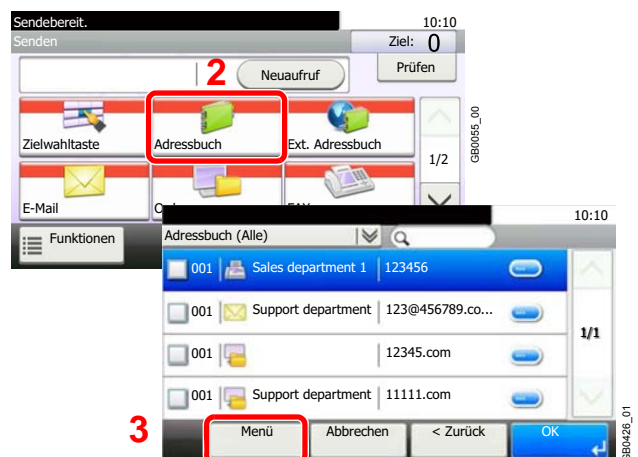 Sendebereit.
10:10
Senden
Ziel: 0
2
Neuaufruf
Prüfen
Zielwahltaste
Adressbuch
Ext. Adressbuch
1/2
GB0055_00
E-Mail
Funktionen
10:10
Adressbuch (Alle)
001 Sales department 1 123456
001 Support department 123@456789.co...
001 12345.com
001 Support department 11111.com
1/1
3
Menü
Abbrechen
< Zurück
OK
GB0426_01